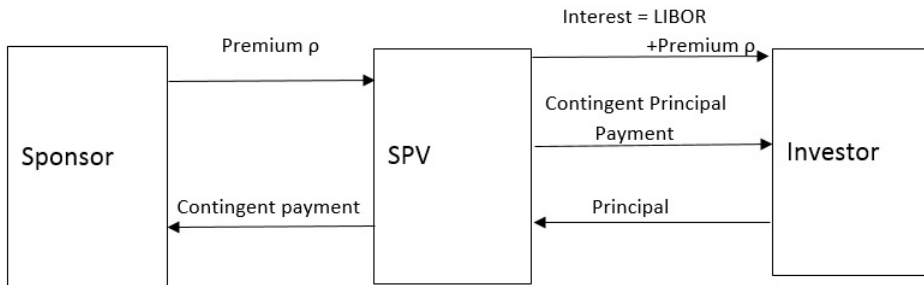 Interest = LIBOR
Premium ρ
+Premium ρ
Contingent Principal
Payment
Sponsor
SPV
Investor
Contingent payment
Principal